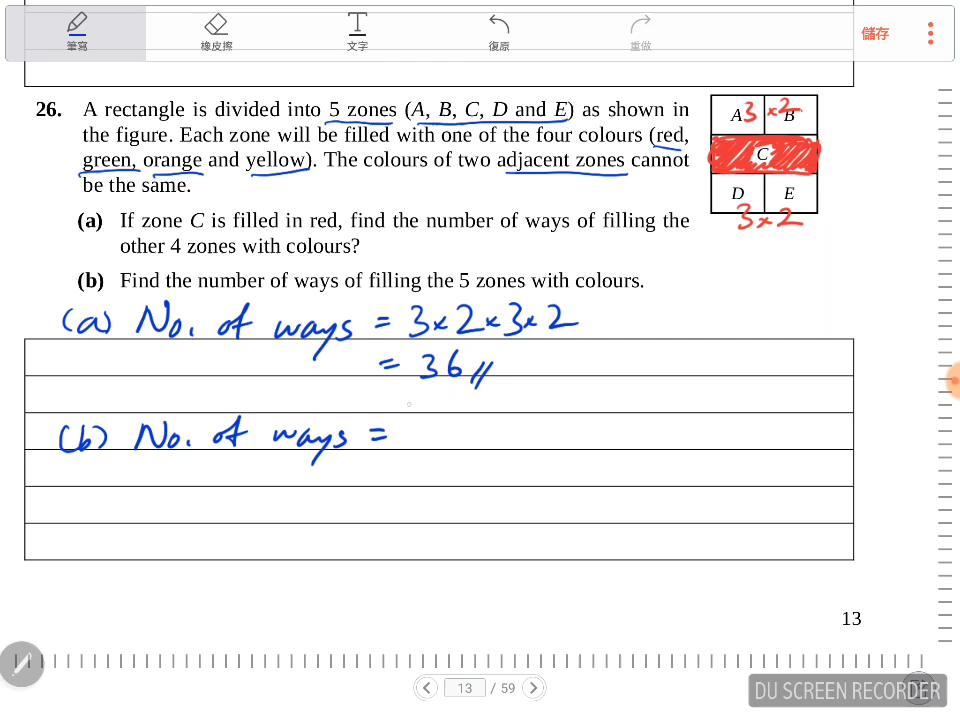 筆寫 橡皮擦 文字 復原 重做 儲存
26. A rectangle is divided into 5 zones (A, B, C, D and E) as shown in
the figure. Each zone will be filled with one of the four colours (red,
green, orange and yellow). The colours of two adjacent zones cannot
be the same.
A 3 × 2 B
C
D E
3 × 2
(a) If zone C is filled in red, find the number of ways of filling the
other 4 zones with colours?
(b) Find the number of ways of filling the 5 zones with colours.
(a) No. of ways = 3 × 2 × 3 × 2
= 36 //
(b) No. of ways =
13
13 / 59
DU SCREEN RECORDER